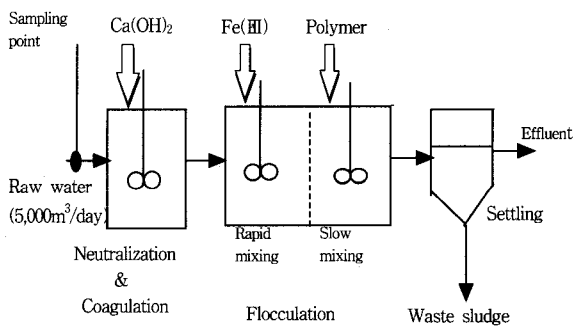 Sampling
point
Ca(OH)₂
Fe(Ⅲ)
Polymer
Raw water
(5,000m³/day)
Effluent
Settling
Rapid
mixing
Slow
mixing
Neutralization
&
Coagulation
Flocculation
Waste sludge